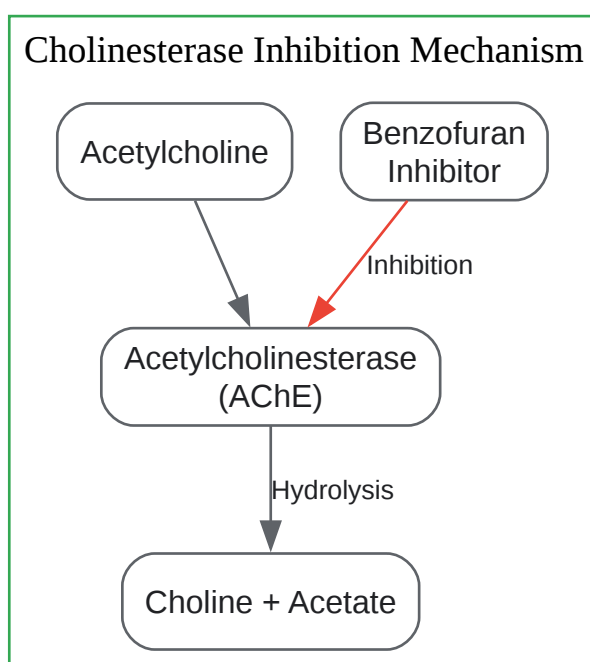 Cholinesterase Inhibition Mechanism
Acetylcholine
Benzofuran
Inhibitor
Inhibition
Acetylcholinesterase
(AChE)
Hydrolysis
Choline + Acetate